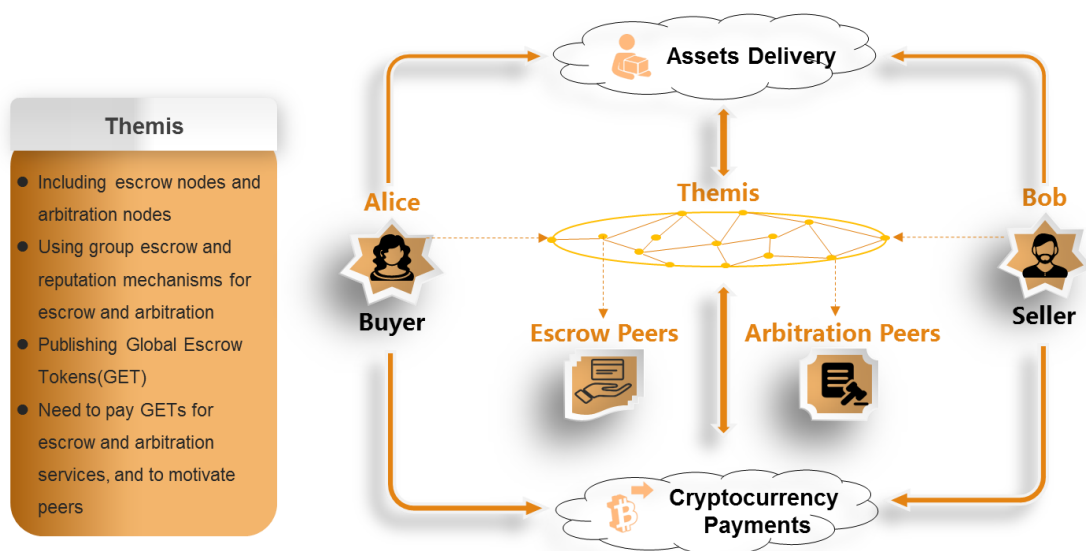 Themis
Including escrow nodes and
arbitration nodes
Using group escrow and
reputation mechanisms for
escrow and arbitration
Publishing Global Escrow
Tokens(GET)
Need to pay GETs for
escrow and arbitration
services, and to motivate
peers
Assets Delivery
Alice
Themis
Bob
Buyer
Seller
Escrow Peers
Arbitration Peers
Cryptocurrency
Payments